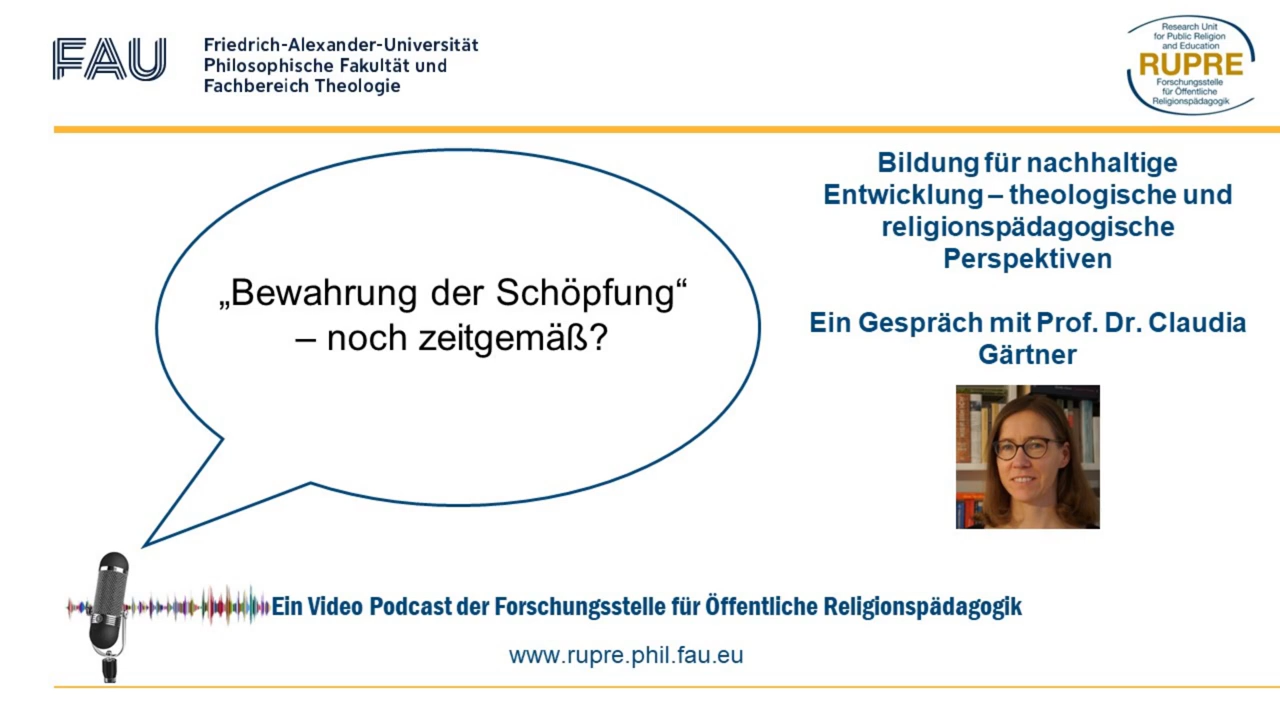 FAU
Friedrich-Alexander-Universität
Philosophische Fakultät und
Fachbereich Theologie
Research Unit
for Public Religion
and Education
RUPRE
Forschungsstelle
für Öffentliche
Religionspädagogik
„Bewahrung der Schöpfung“
– noch zeitgemäß?
Bildung für nachhaltige
Entwicklung – theologische und
religionspädagogische
Perspektiven
Ein Gespräch mit Prof. Dr. Claudia
Gärtner
Ein Video Podcast der Forschungsstelle für Öffentliche Religionspädagogik
www.rupre.phil.fau.eu